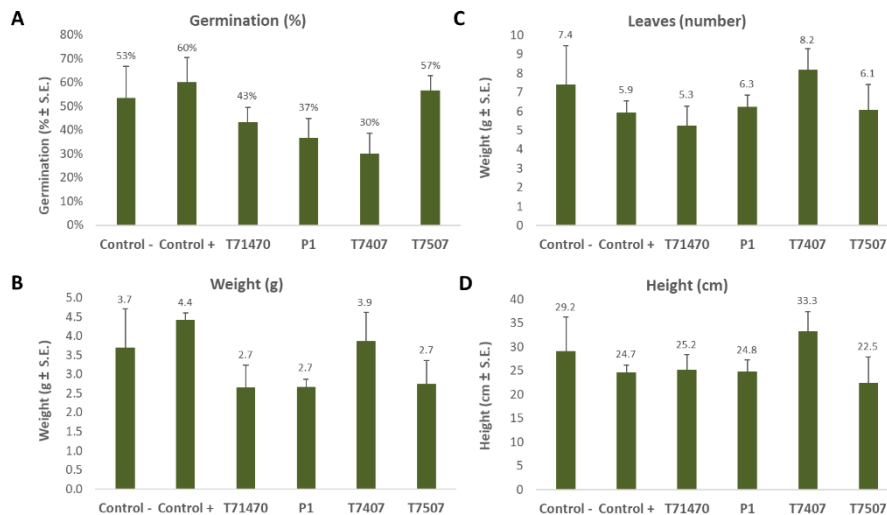 A
Germination (%)
Germination (% ± S.E.)
80%
70%
60%
50%
40%
30%
20%
10%
0%
53%
60%
43%
37%
30%
57%
Control -
Control +
T71470
P1
T7407
T7507
C
Leaves (number)
Weight (g ± S.E.)
10
9
8
7
6
5
4
3
2
1
0
7.4
5.9
5.3
6.3
8.2
6.1
Control -
Control +
T71470
P1
T7407
T7507
B
Weight (g)
Weight (g ± S.E.)
5.0
4.5
4.0
3.5
3.0
2.5
2.0
1.5
1.0
0.5
0.0
3.7
4.4
2.7
2.7
3.9
2.7
Control -
Control +
T71470
P1
T7407
T7507
D
Height (cm)
Height (cm ± S.E.)
40
35
30
25
20
15
10
5
0
29.2
24.7
25.2
24.8
33.3
22.5
Control -
Control +
T71470
P1
T7407
T7507